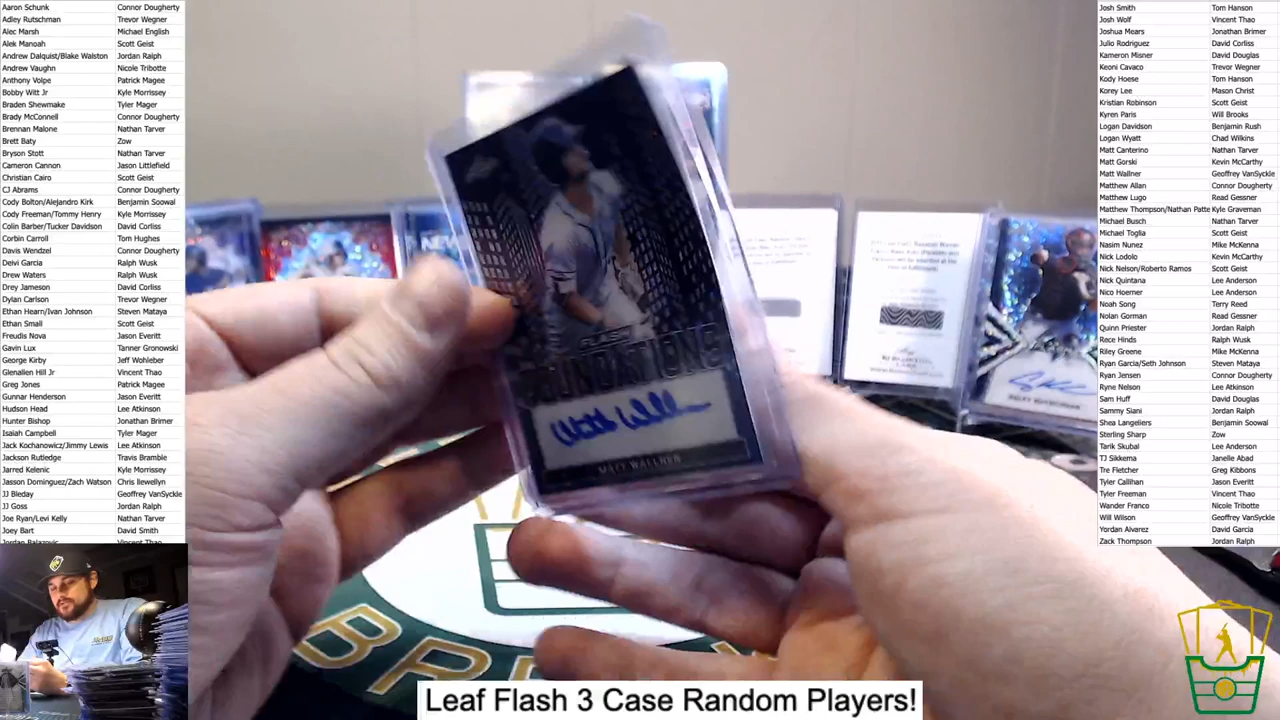 Aaron Schunk Connor Dougherty
Adley Rutschman Trevor Wegner
Alec Marsh Michael English
Alek Manoah Scott Geist
Andrew Dalquist/Blake Walston Jordan Ralph
Andrew Vaughn Nicole Tribotte
Anthony Volpe Patrick Magee
Bobby Witt Jr Kyle Morrissey
Braden Shewmake Tyler Mager
Brady McConnell Connor Dougherty
Brennan Malone Nathan Tarver
Brett Baty Zow
Bryson Stott Nathan Tarver
Cameron Cannon Jason Littlefield
Christian Cairo Scott Geist
CJ Abrams Connor Dougherty
Cody Bolton/Alejandro Kirk Benjamin Soowal
Cody Freeman/Tommy Henry Kyle Morrissey
Colin Barber/Tucker Davidson David Corliss
Corbin Carroll Tom Hughes
Davis Wendzel Connor Dougherty
Deivi Garcia Ralph Wusk
Drew Waters Ralph Wusk
Drey Jameson David Corliss
Dylan Carlson Trevor Wegner
Ethan Hearn/Ivan Johnson Steven Mataya
Ethan Small Scott Geist
Freudis Nova Jason Everitt
Gavin Lux Tanner Gronowski
George Kirby Jeff Wohleber
Glenallen Hill Jr Vincent Thao
Greg Jones Patrick Magee
Gunnar Henderson Jason Everitt
Hudson Head Lee Atkinson
Hunter Bishop Jonathan Brimer
Isaiah Campbell Tyler Mager
Jack Kochanowicz/Jimmy Lewis Lee Atkinson
Jackson Rutledge Travis Bramble
Jarred Kelenic Kyle Morrissey
Jasson Dominguez/Zach Watson Chris llewellyn
JJ Bleday Geoffrey VanSyckle
JJ Goss Jordan Ralph
Joe Ryan/Levi Kelly Nathan Tarver
Joey Bart David Smith
Jordan Balazovic Vincent Thao
Josh Smith Tom Hanson
Josh Wolf Vincent Thao
Joshua Mears Jonathan Brimer
Julio Rodriguez David Corliss
Kameron Misner David Douglas
Keoni Cavaco Trevor Wegner
Kody Hoese Tom Hanson
Korey Lee Mason Christ
Kristian Robinson Scott Geist
Kyren Paris Will Brooks
Logan Davidson Benjamin Rush
Logan Wyatt Chad Wilkins
Matt Canterino Nathan Tarver
Matt Gorski Kevin McCarthy
Matt Wallner Geoffrey VanSyckle
Matthew Allan Connor Dougherty
Matthew Lugo Read Gessner
Matthew Thompson/Nathan Patte Kyle Graveman
Michael Busch Nathan Tarver
Michael Toglia Scott Geist
Nasim Nunez Mike McKenna
Nick Lodolo Kevin McCarthy
Nick Nelson/Roberto Ramos Scott Geist
Nick Quintana Lee Anderson
Nico Hoerner Lee Anderson
Noah Song Terry Reed
Nolan Gorman Read Gessner
Quinn Priester Jordan Ralph
Rece Hinds Ralph Wusk
Riley Greene Mike McKenna
Ryan Garcia/Seth Johnson Steven Mataya
Ryan Jensen Connor Dougherty
Ryne Nelson Lee Atkinson
Sam Huff David Douglas
Sammy Siani Jordan Ralph
Shea Langeliers Benjamin Soowal
Sterling Sharp Zow
Tarik Skubal Lee Anderson
TJ Sikkema Janelle Abad
Tre Fletcher Greg Kibbons
Tyler Callihan Jason Everitt
Tyler Freeman Vincent Thao
Wander Franco Nicole Tribotte
Will Wilson Geoffrey VanSyckle
Yordan Alvarez David Garcia
Zack Thompson Jordan Ralph
MATT WALLNER
BRE
Leaf Flash 3 Case Random Players!